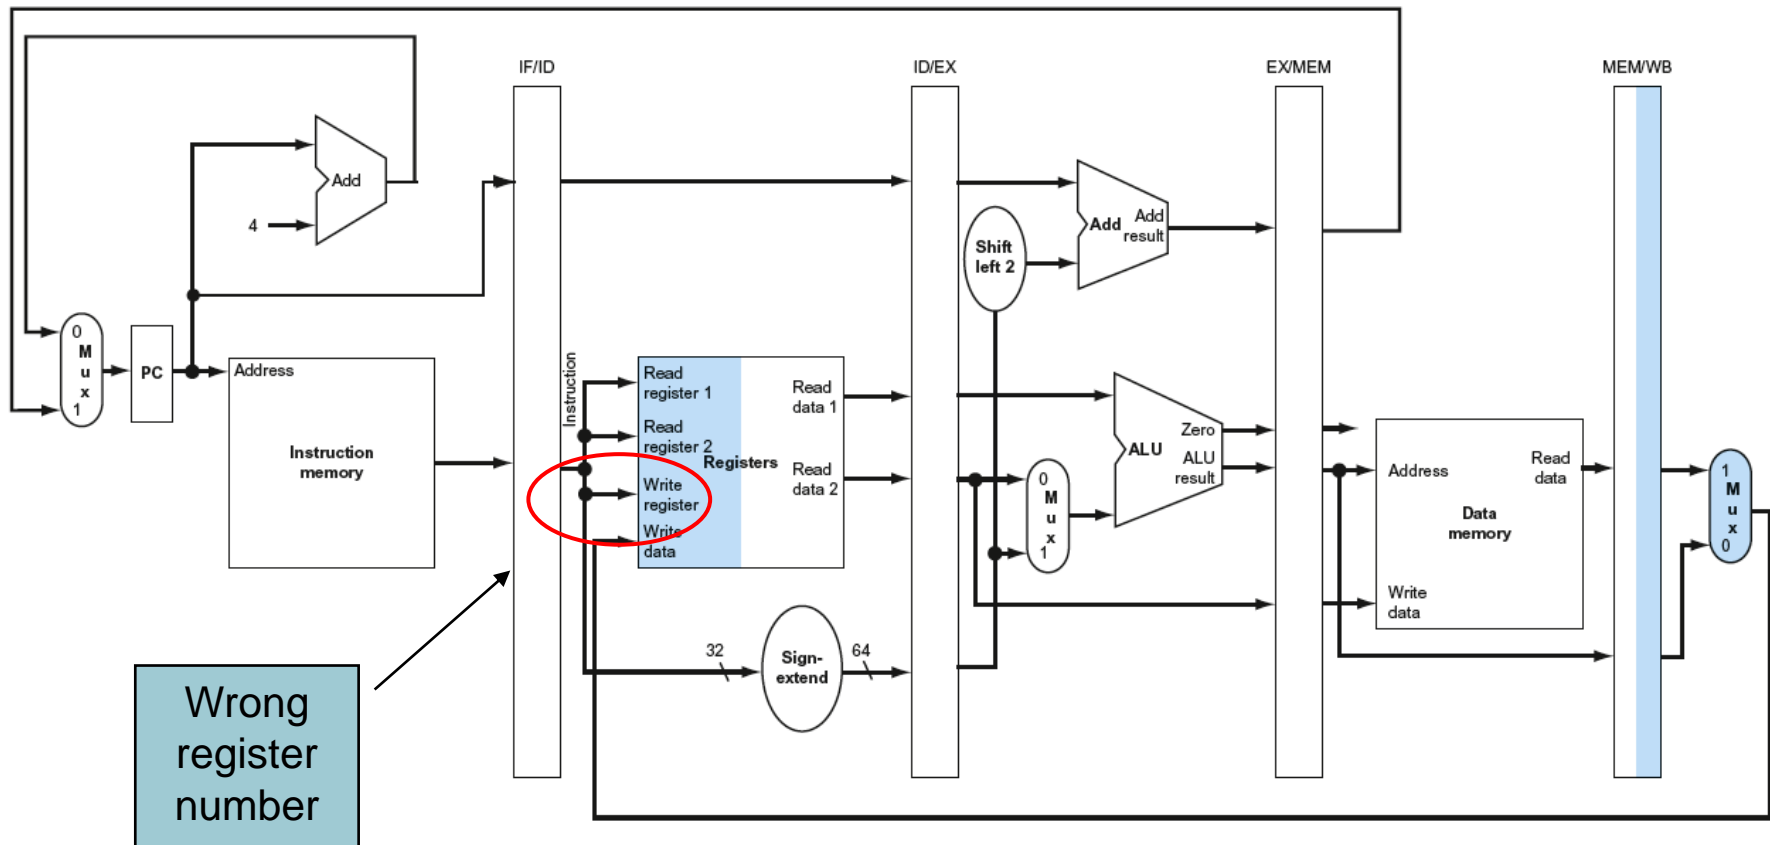 IF/ID
ID/EX
EX/MEM
MEM/WB
Add
4
Add
Add
result
Shift
left 2
0
M
u
x
1
PC
Address
Instruction
memory
Instruction
Read
register 1
Read
register 2
Write
register
Write
data
Registers
Read
data 1
Read
data 2
0
M
u
x
1
ALU
Zero
ALU
result
Address
Read
data
Data
memory
Write
data
1
M
u
x
0
32
Sign-
extend
64
Wrong
register
number